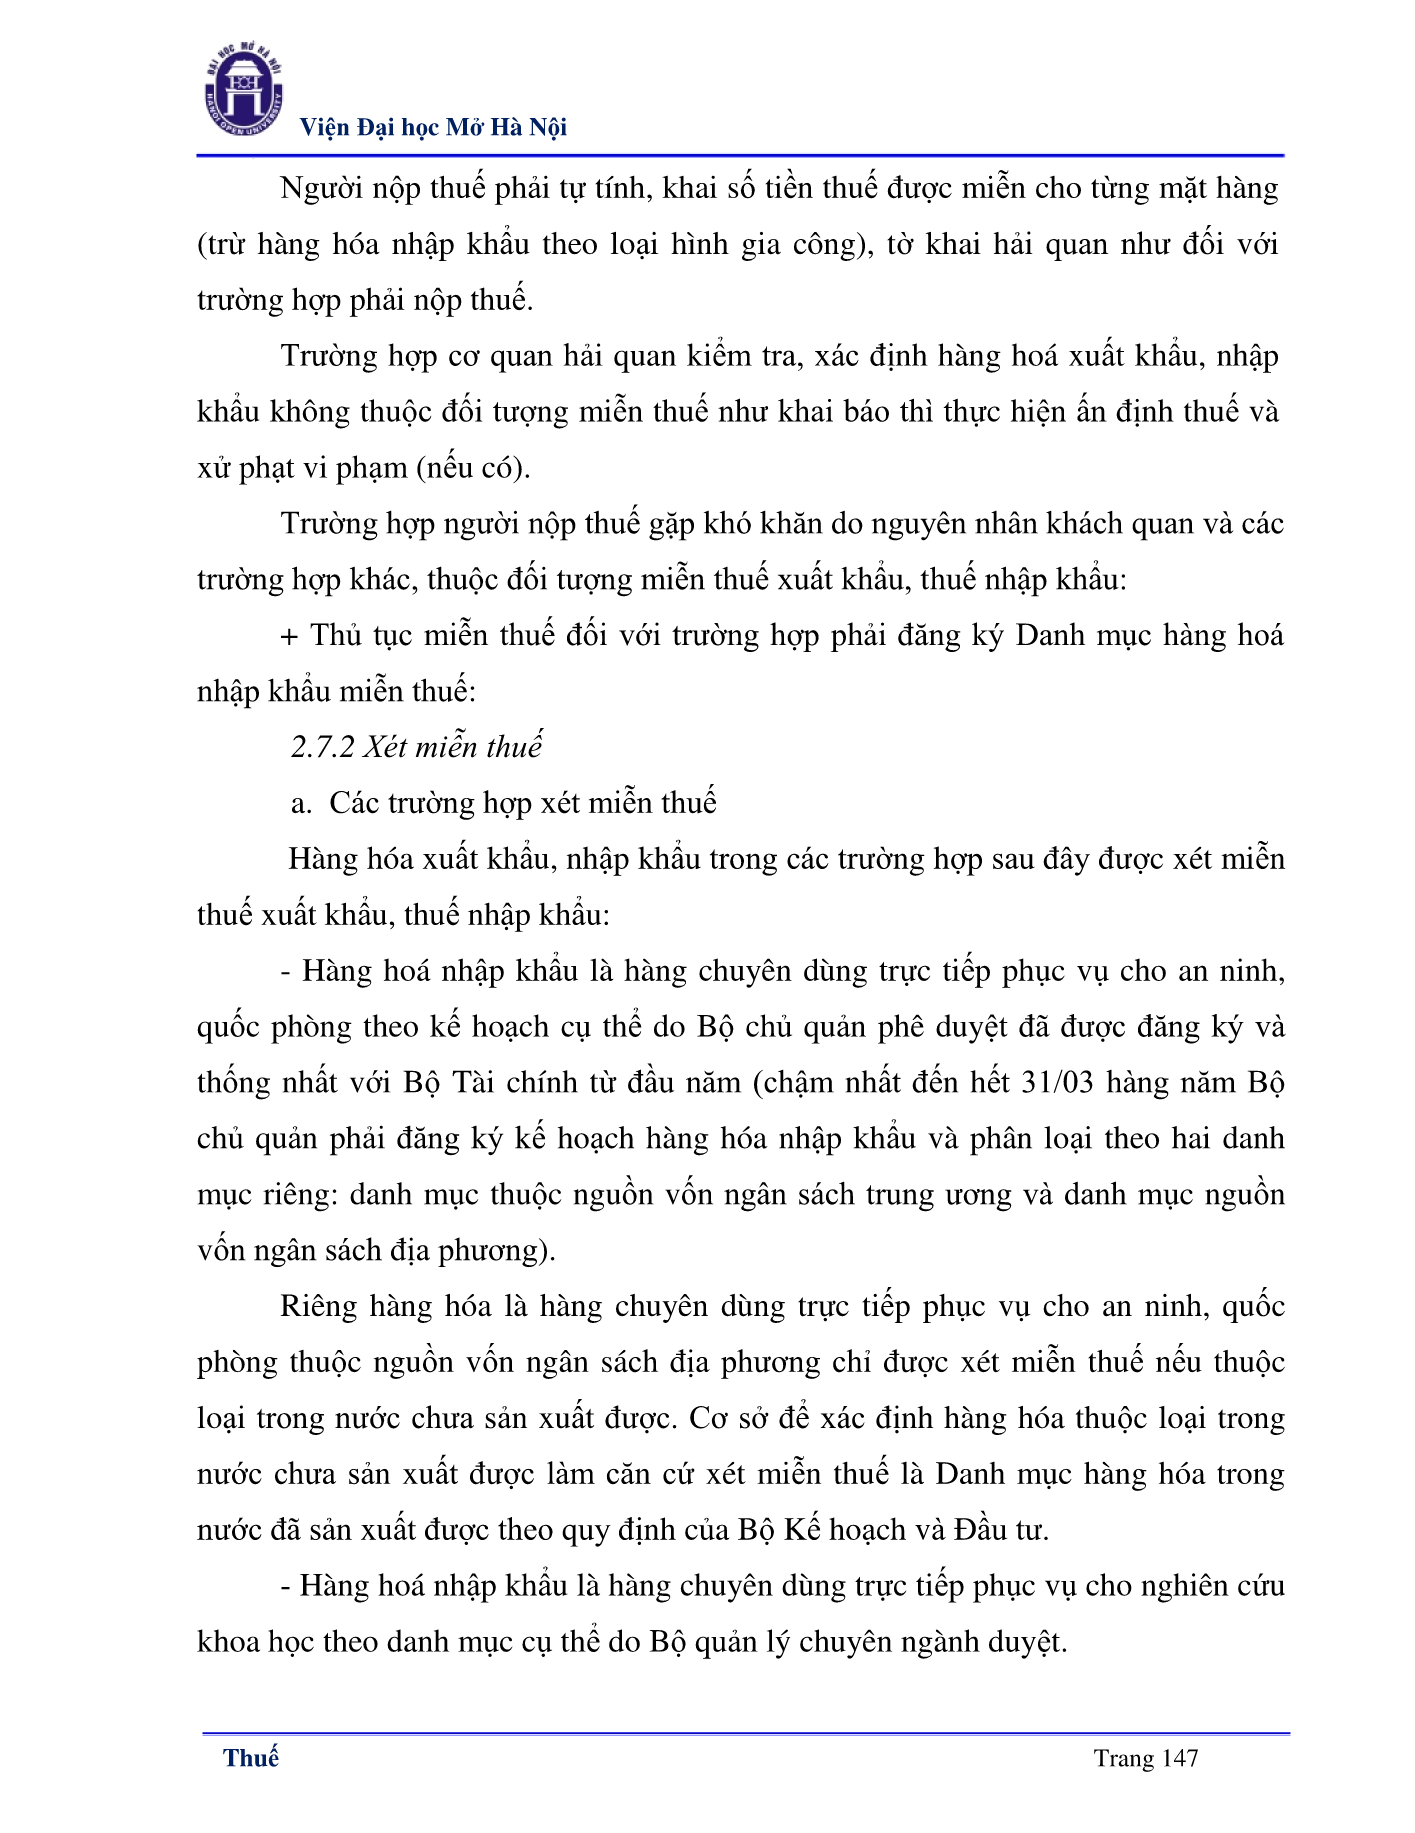 ĐẠI HỌC MỞ HÀ NỘI
HANOI OPEN UNIVERSITY
Viện Đại học Mở Hà Nội
Người nộp thuế phải tự tính, khai số tiền thuế được miễn cho từng mặt hàng
(trừ hàng hóa nhập khẩu theo loại hình gia công), tờ khai hải quan như đối với
trường hợp phải nộp thuế.
Trường hợp cơ quan hải quan kiểm tra, xác định hàng hoá xuất khẩu, nhập
khẩu không thuộc đối tượng miễn thuế như khai báo thì thực hiện ấn định thuế và
xử phạt vi phạm (nếu có).
Trường hợp người nộp thuế gặp khó khăn do nguyên nhân khách quan và các
trường hợp khác, thuộc đối tượng miễn thuế xuất khẩu, thuế nhập khẩu:
+ Thủ tục miễn thuế đối với trường hợp phải đăng ký Danh mục hàng hoá
nhập khẩu miễn thuế:
2.7.2 Xét miễn thuế
a. Các trường hợp xét miễn thuế
Hàng hóa xuất khẩu, nhập khẩu trong các trường hợp sau đây được xét miễn
thuế xuất khẩu, thuế nhập khẩu:
- Hàng hoá nhập khẩu là hàng chuyên dùng trực tiếp phục vụ cho an ninh,
quốc phòng theo kế hoạch cụ thể do Bộ chủ quản phê duyệt đã được đăng ký và
thống nhất với Bộ Tài chính từ đầu năm (chậm nhất đến hết 31/03 hàng năm Bộ
chủ quản phải đăng ký kế hoạch hàng hóa nhập khẩu và phân loại theo hai danh
mục riêng: danh mục thuộc nguồn vốn ngân sách trung ương và danh mục nguồn
vốn ngân sách địa phương).
Riêng hàng hóa là hàng chuyên dùng trực tiếp phục vụ cho an ninh, quốc
phòng thuộc nguồn vốn ngân sách địa phương chỉ được xét miễn thuế nếu thuộc
loại trong nước chưa sản xuất được. Cơ sở để xác định hàng hóa thuộc loại trong
nước chưa sản xuất được làm căn cứ xét miễn thuế là Danh mục hàng hóa trong
nước đã sản xuất được theo quy định của Bộ Kế hoạch và Đầu tư.
- Hàng hoá nhập khẩu là hàng chuyên dùng trực tiếp phục vụ cho nghiên cứu
khoa học theo danh mục cụ thể do Bộ quản lý chuyên ngành duyệt.
Thuế
Trang 147